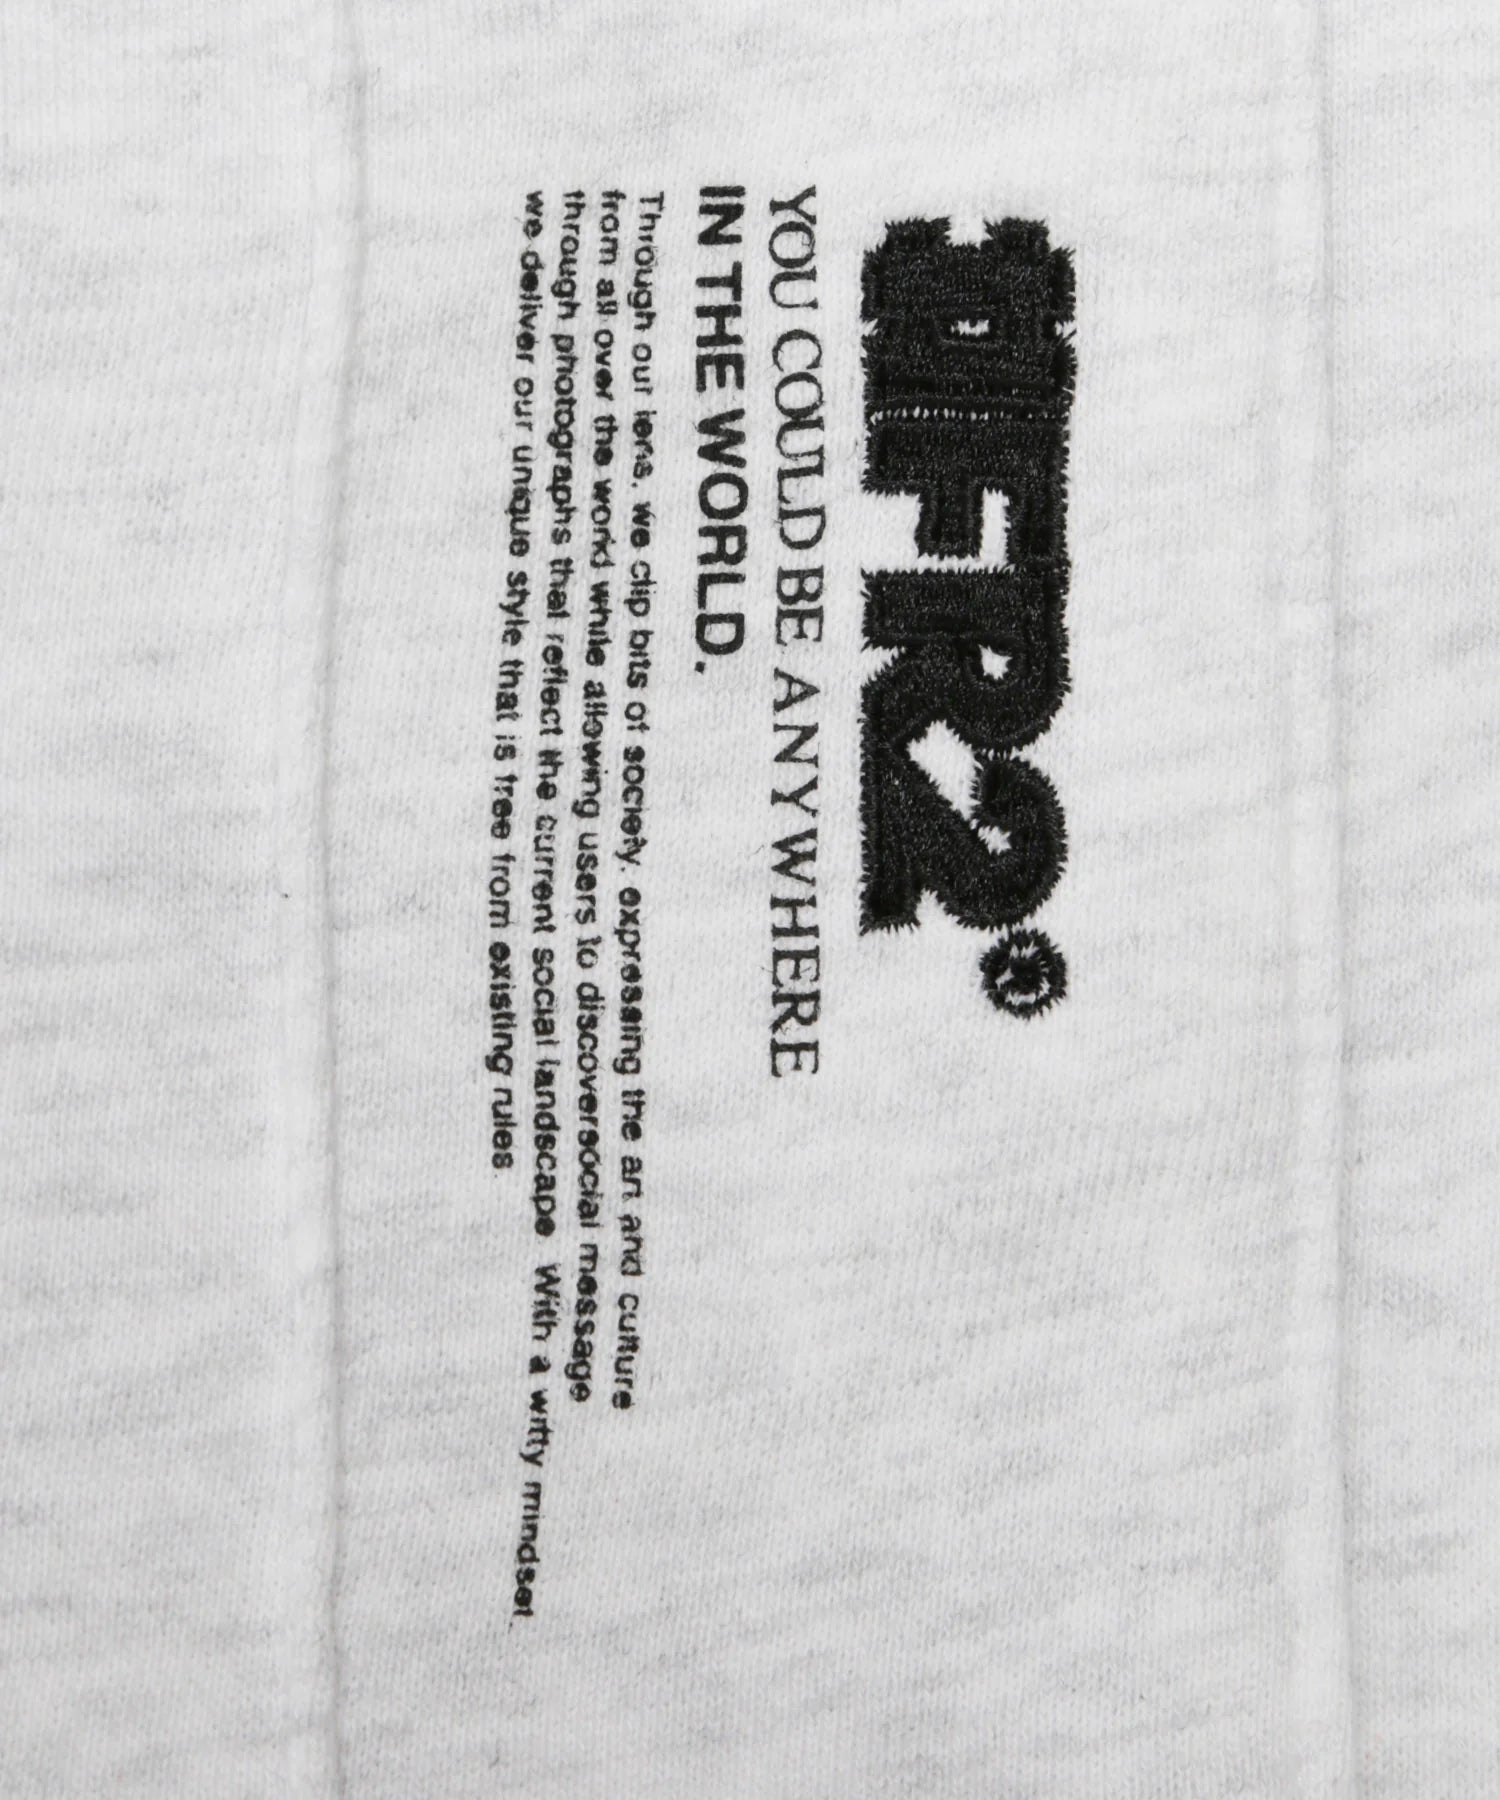 #FR2®
YOU COULD BE ANYWHERE
IN THE WORLD.
Through our lens, we clip bits of society, expressing the art and culture
from all over the world while allowing users to discoversocial message
through photographs that reflect the current social landscape. With a witty mindset,
we deliver our unique style that is free from existing rules.